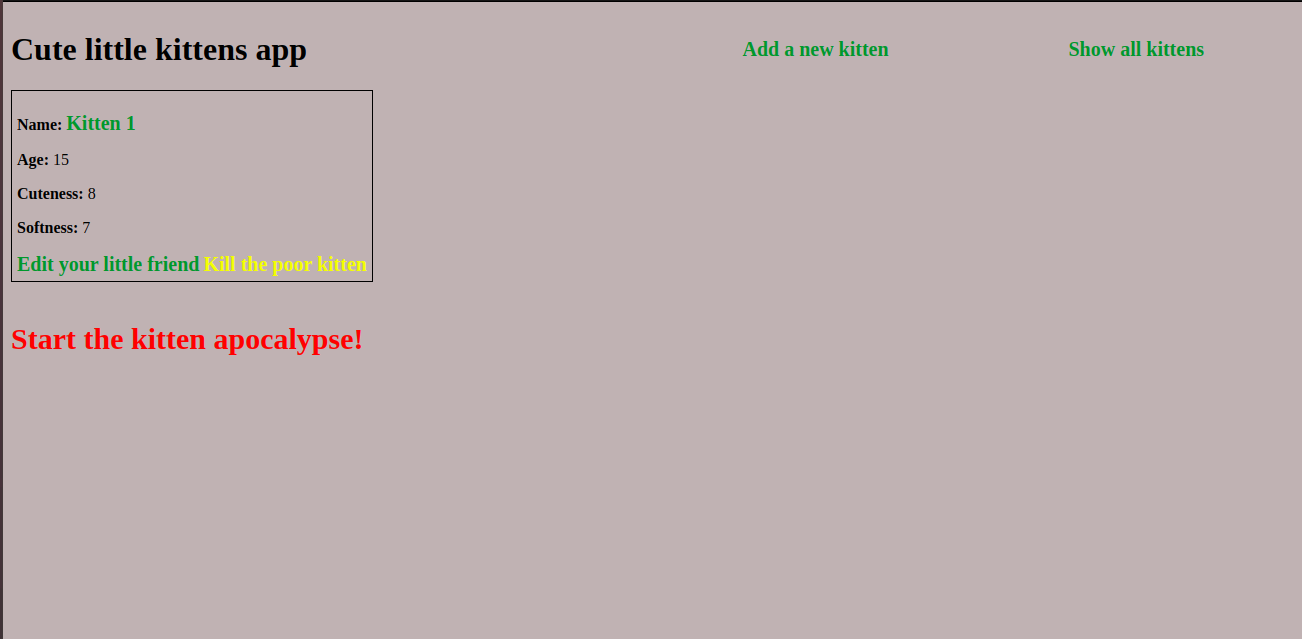 Cute little kittens app Add a new kitten Show all kittens
Name: Kitten 1
Age: 15
Cuteness: 8
Softness: 7
Edit your little friend Kill the poor kitten
Start the kitten apocalypse!